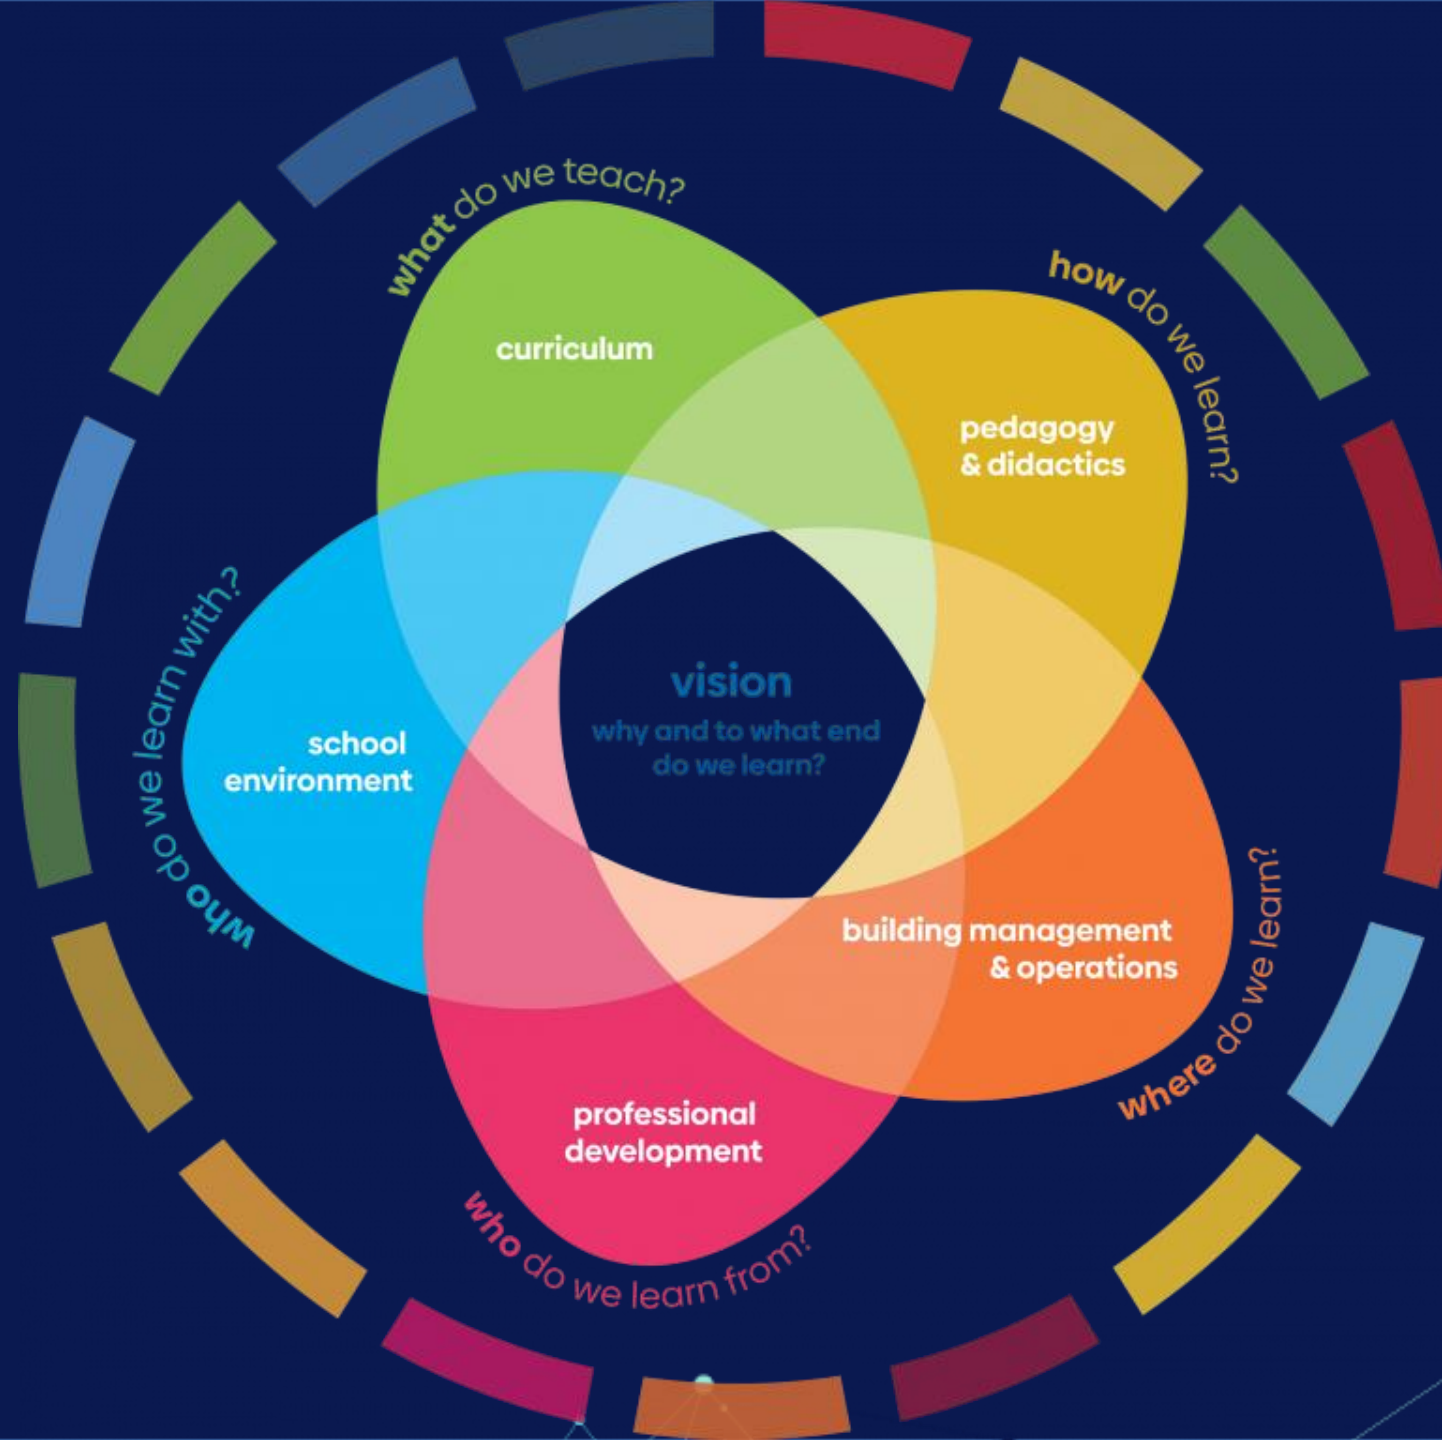 what do we teach?
curriculum
how do we learn?
pedagogy
& didactics
vision
why and to what end
do we learn?
who do we learn with?
school
environment
building management
& operations
where do we learn?
professional
development
who do we learn from?